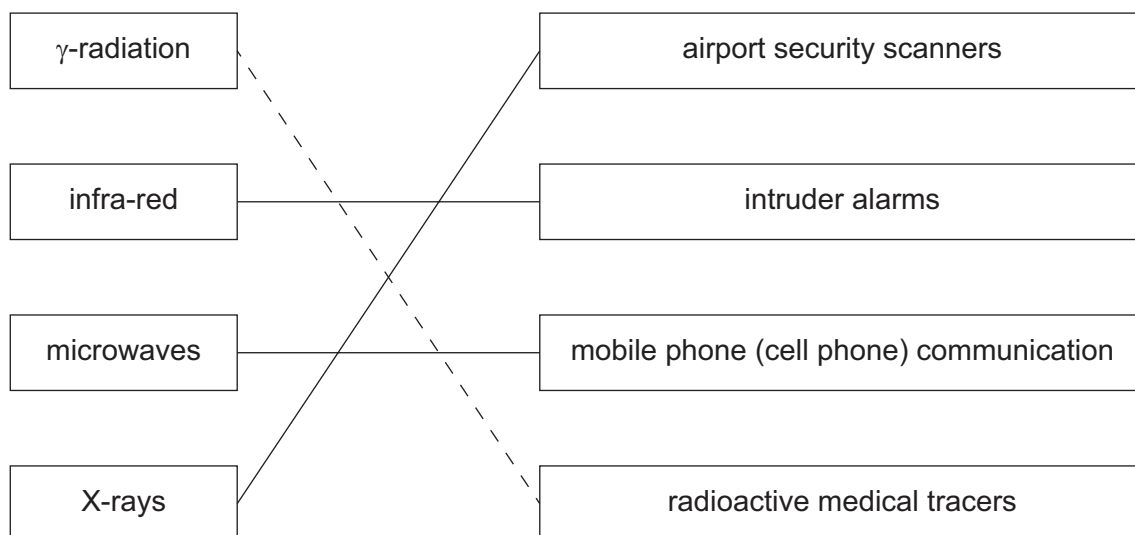 γ-radiation
airport security scanners
infra-red
intruder alarms
microwaves
mobile phone (cell phone) communication
X-rays
radioactive medical tracers